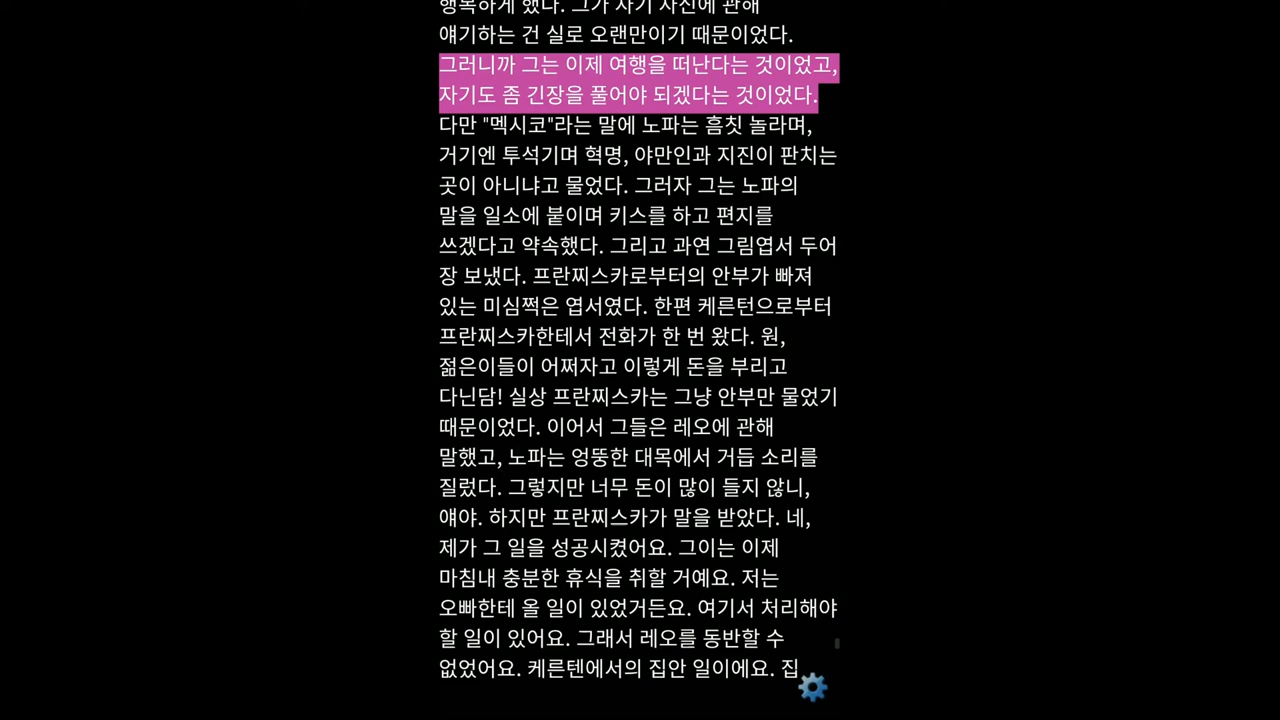 행복하게 했다. 그가 자기 자신에 관해
얘기하는 건 실로 오랜만이기 때문이었다.
그러니까 그는 이제 여행을 떠난다는 것이었고,
자기도 좀 긴장을 풀어야 되겠다는 것이었다.
다만 "멕시코"라는 말에 노파는 흠칫 놀라며,
거기엔 투석기며 혁명, 야만인과 지진이 판치는
곳이 아니냐고 물었다. 그러자 그는 노파의
말을 일소에 붙이며 키스를 하고 편지를
쓰겠다고 약속했다. 그리고 과연 그림엽서 두어
장 보냈다. 프란찌스카로부터의 안부가 빠져
있는 미심쩍은 엽서였다. 한편 케른턴으로부터
프란찌스카한테서 전화가 한 번 왔다. 원,
젊은이들이 어쩌자고 이렇게 돈을 부리고
다닌담! 실상 프란찌스카는 그냥 안부만 물었기
때문이었다. 이어서 그들은 레오에 관해
말했고, 노파는 엉뚱한 대목에서 거듭 소리를
질렀다. 그렇지만 너무 돈이 많이 들지 않니,
얘야. 하지만 프란찌스카가 말을 받았다. 네,
제가 그 일을 성공시켰어요. 그이는 이제
마침내 충분한 휴식을 취할 거예요. 저는
오빠한테 올 일이 있었거든요. 여기서 처리해야
할 일이 있어요. 그래서 레오를 동반할 수
없었어요. 케른텐에서의 집안 일이에요. 집